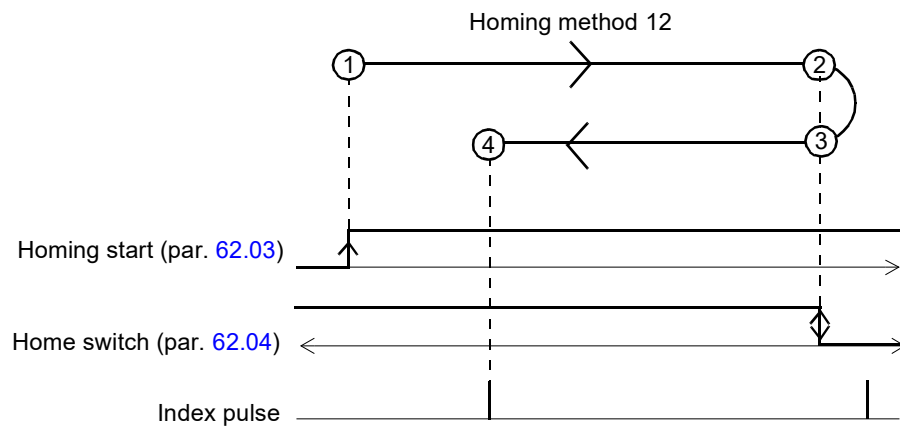 Homing method 12
1
2
4
3
Homing start (par. 62.03)
Home switch (par. 62.04)
Index pulse